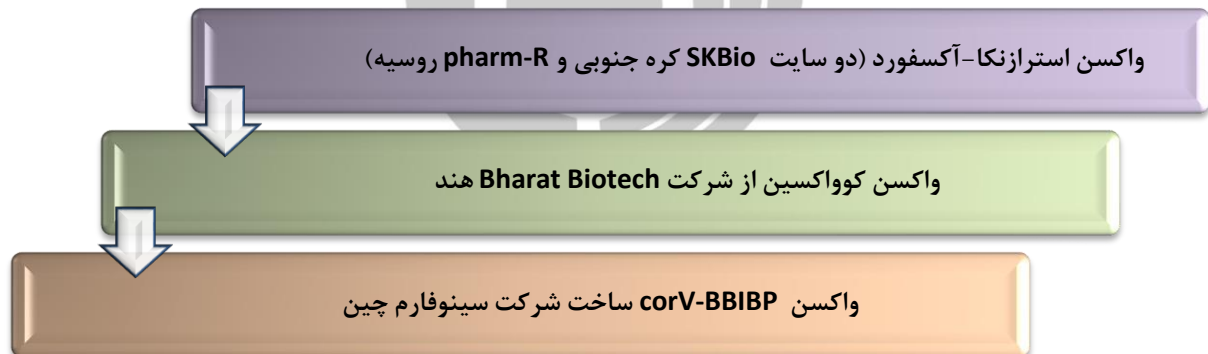 واکسن استرازنکا-آکسفورد (دو سایت SKBio کره جنوبی و pharm-R روسیه)
واکسن کوواکسین از شرکت Bharat Biotech هند
واکسن corV-BBIBP ساخت شرکت سینوفارم چین